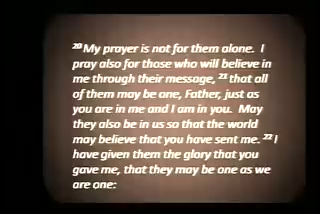 20 My prayer is not for them alone. I
pray also for those who will believe in
me through their message, 21 that all
of them may be one, Father, just as
you are in me and I am in you. May
they also be in us so that the world
may believe that you have sent me. 22 I
have given them the glory that you
gave me, that they may be one as we
are one: